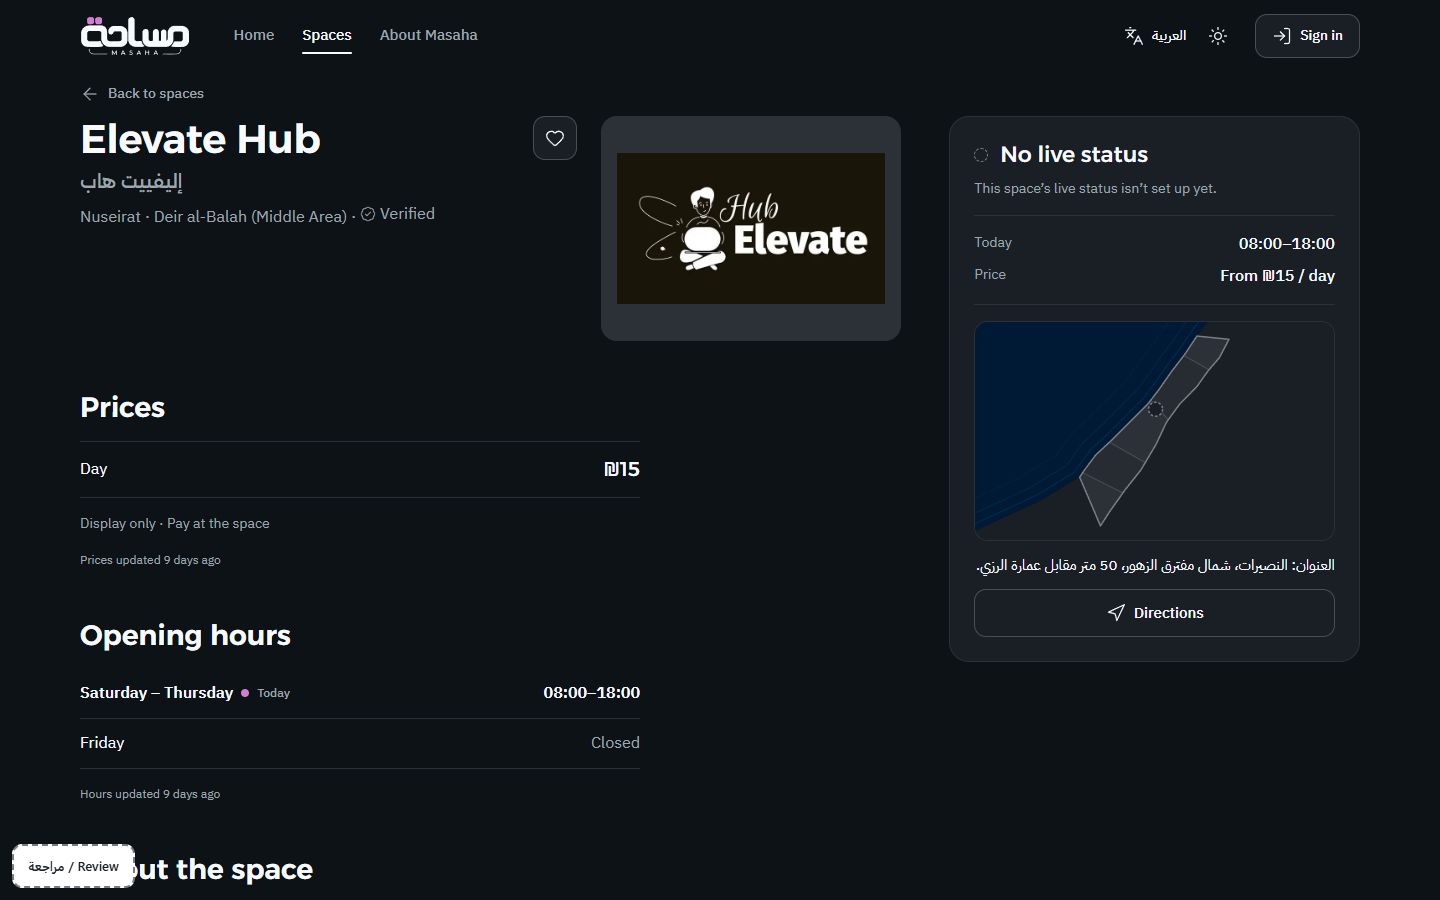 مساحة
MASAHA
Home
Spaces
About Masaha
العربية
Sign in
Back to spaces
Elevate Hub
إليفييت هاب
Nuseirat · Deir al-Balah (Middle Area) · Verified
Hub
Elevate
Prices
Day ₪15
Display only · Pay at the space
Prices updated 9 days ago
Opening hours
Saturday – Thursday Today 08:00–18:00
Friday Closed
Hours updated 9 days ago
out the space
مراجعة / Review
No live status
This space’s live status isn’t set up yet.
Today 08:00–18:00
Price From ₪15 / day
العنوان: النصيرات، شمال مفترق الزهور، 50 متر مقابل عمارة الرزي.
Directions